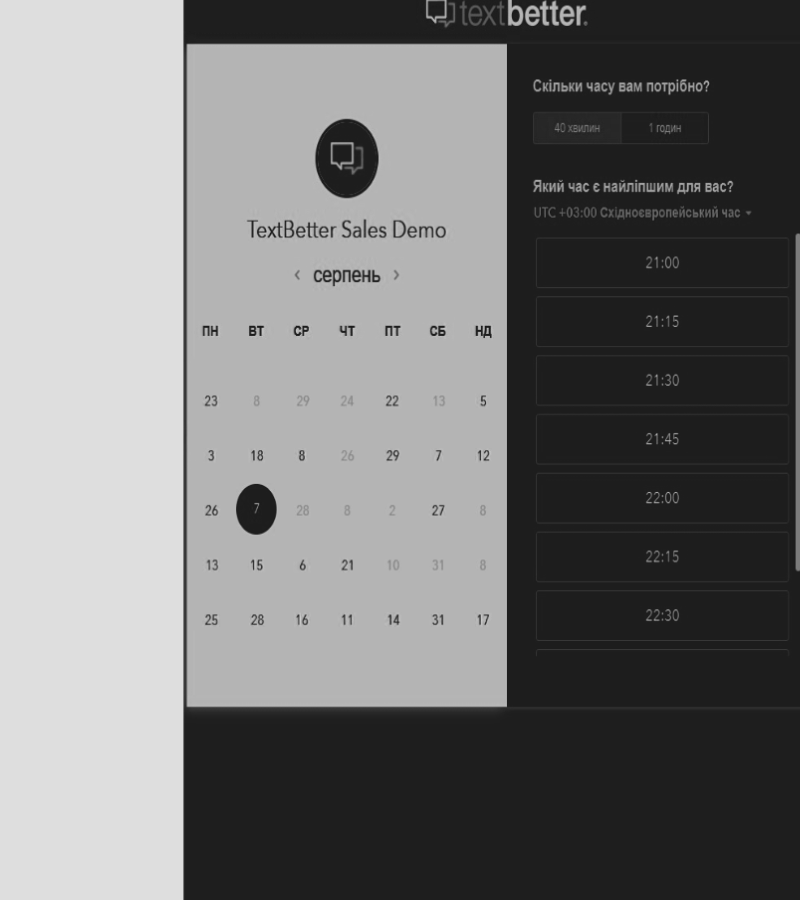 textbetter.
TextBetter Sales Demo
‹ серпень ›
ПН ВТ СР ЧТ ПТ СБ НД
23 8 29 24 22 13 5
3 18 8 26 29 7 12
26 7 28 8 2 27 8
13 15 6 21 10 31 8
25 28 16 11 14 31 17
Скільки часу вам потрібно?
40 хвилин 1 годин
Який час є найліпшим для вас?
UTC +03:00 Східноєвропейський час
21:00
21:15
21:30
21:45
22:00
22:15
22:30